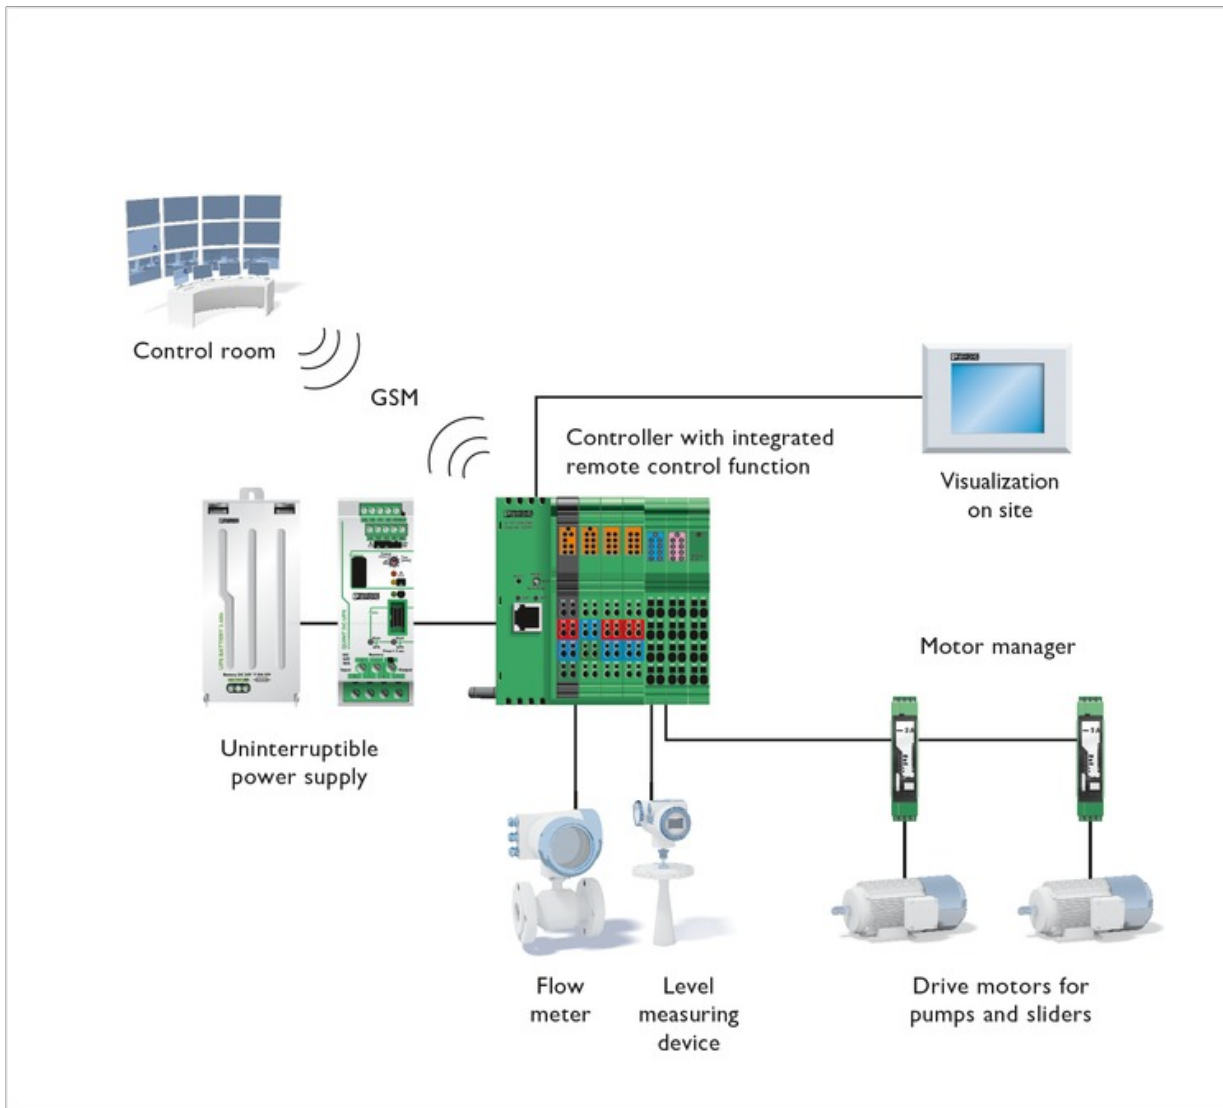 Control room
GSM
Controller with integrated
remote control function
Visualization
on site
Motor manager
Uninterruptible
power supply
Flow
meter
Level
measuring
device
Drive motors for
pumps and sliders